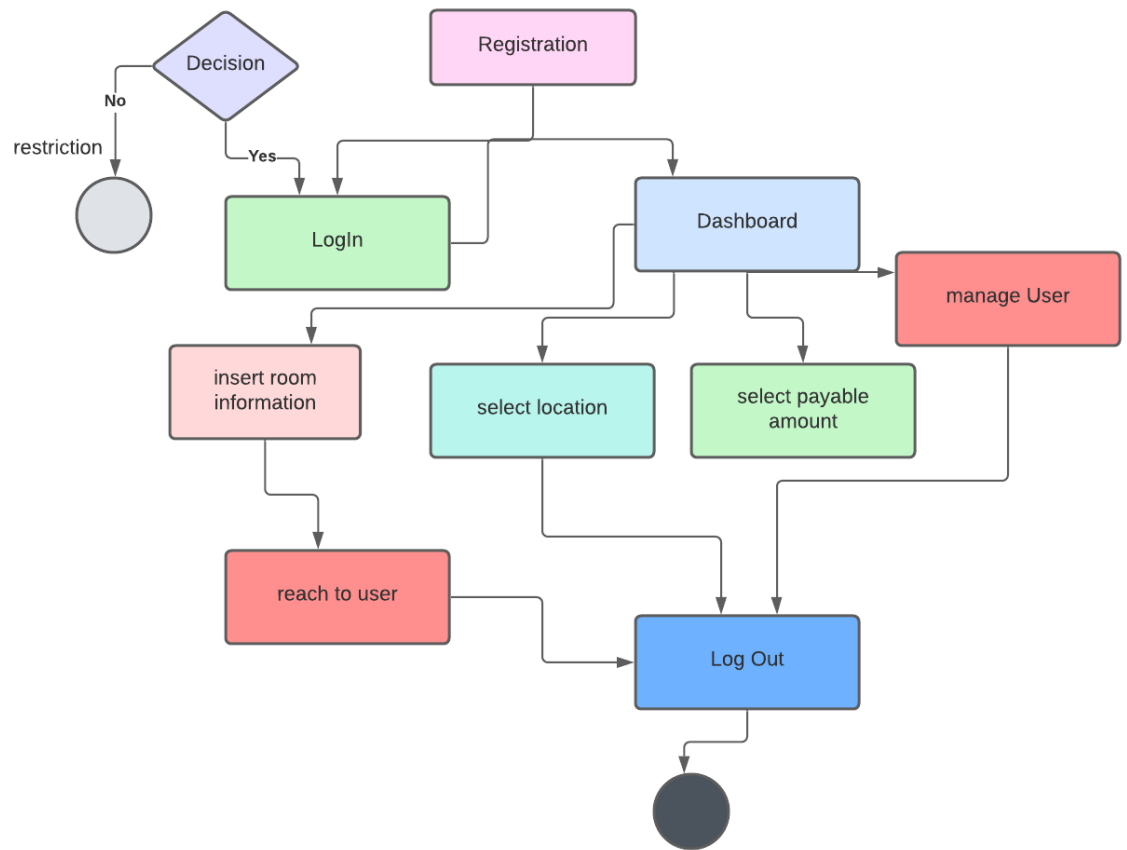 Decision
Registration
No
restriction
Yes
LogIn
Dashboard
manage User
insert room
information
select location
select payable
amount
reach to user
Log Out